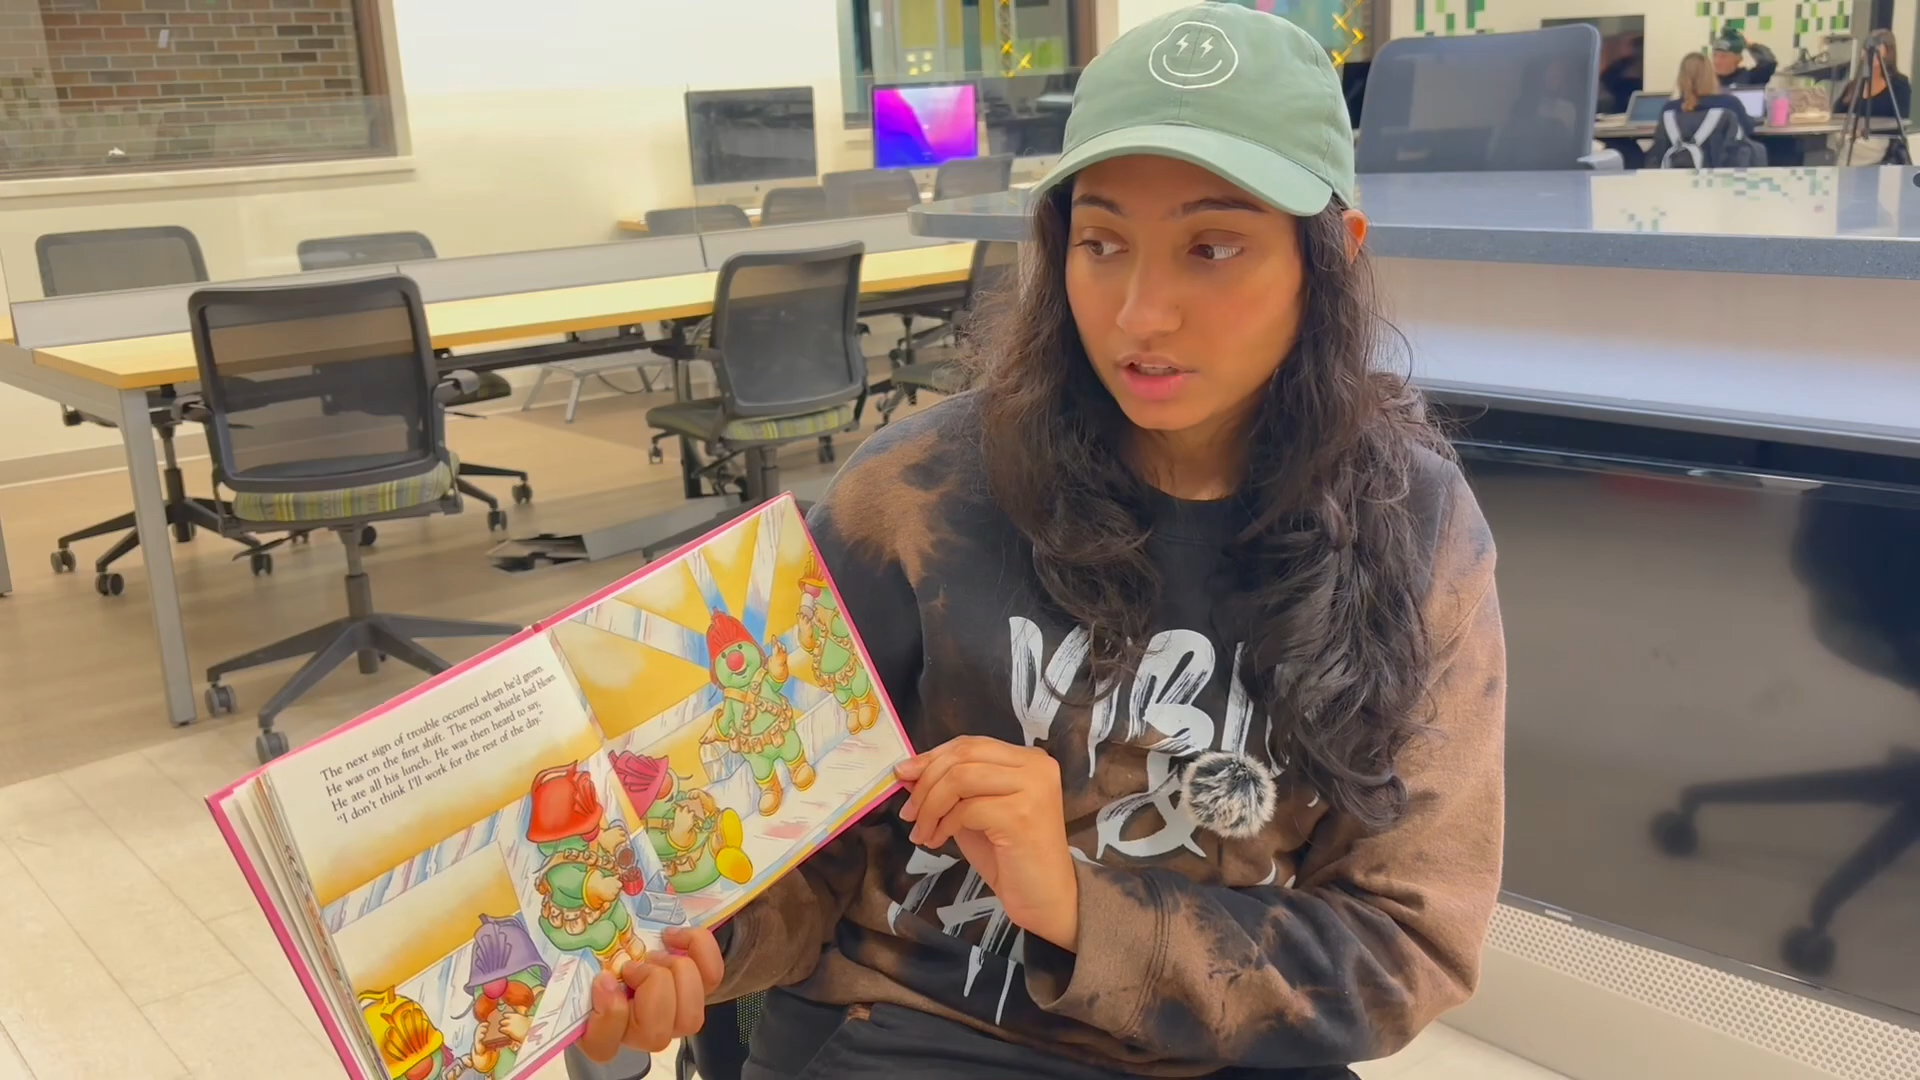 The next sign of trouble occurred when he'd grown.
He was on the first shift. The noon whistle had blown
He ate all his lunch. He was then heard to say,
"I don't think I'll work for the rest of the day."